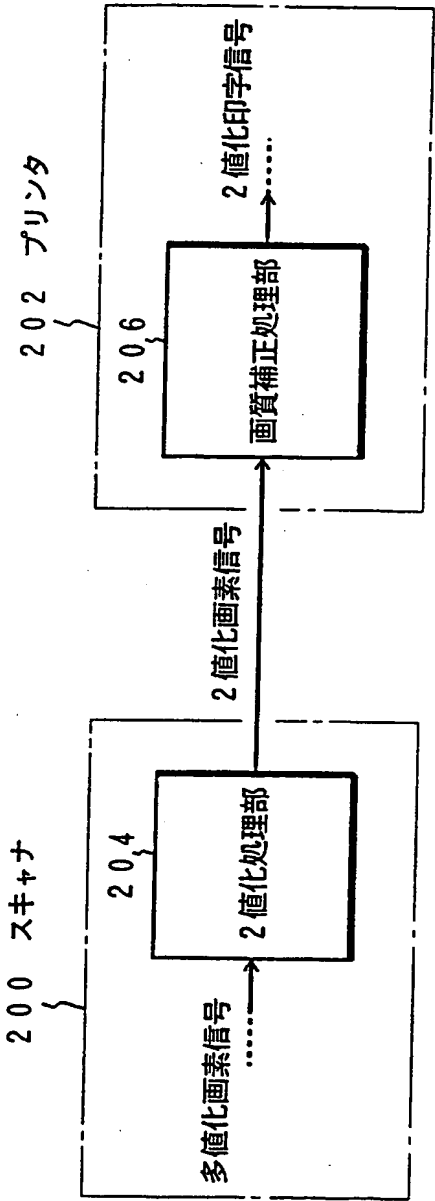 200 スキャナ
204
多値化画素信号
2値化処理部
2値化画素信号
202 プリンタ
206
画質補正処理部
2値化印字信号